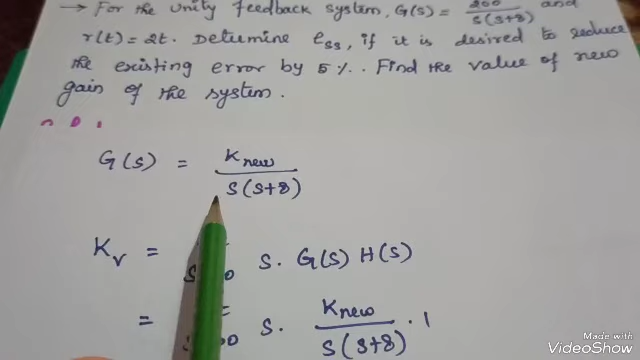 → For the unity feedback system, G(s) = 200 / s(s+8) and
r(t) = 2t. Determine ess, if it is desired to reduce
the existing error by 5%. Find the value of new
gain of the system.
G(s) = Knew / s(s+8)
Kv = s. G(s) H(s)
= s. Knew / s(s+8) . 1
Made with
VideoShow